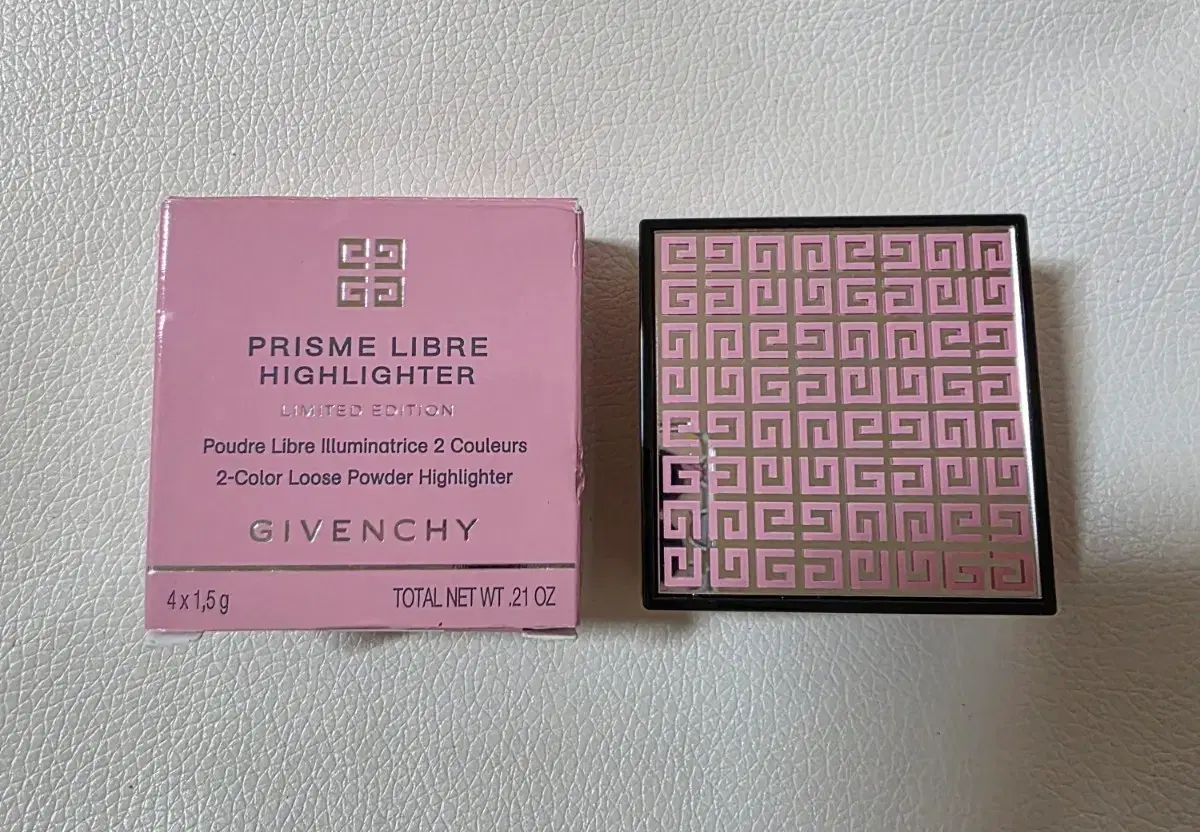 PRISME LIBRE
HIGHLIGHTER
LIMITED EDITION
Poudre Libre Illuminatrice 2 Couleurs
2-Color Loose Powder Highlighter
GIVENCHY
4 x 1,5 g TOTAL NET WT .21 OZ